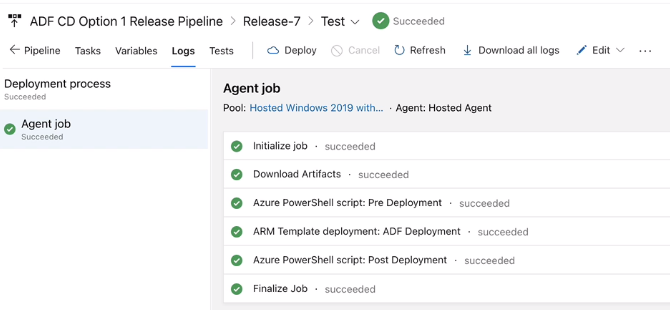 ADF CD Option 1 Release Pipeline > Release-7 > Test Succeeded
Pipeline Tasks Variables Logs Tests Deploy Cancel Refresh Download all logs Edit ...
Deployment process
Succeeded
Agent job
Succeeded
Agent job
Pool: Hosted Windows 2019 with... · Agent: Hosted Agent
Initialize job · succeeded
Download Artifacts · succeeded
Azure PowerShell script: Pre Deployment · succeeded
ARM Template deployment: ADF Deployment · succeeded
Azure PowerShell script: Post Deployment · succeeded
Finalize Job · succeeded